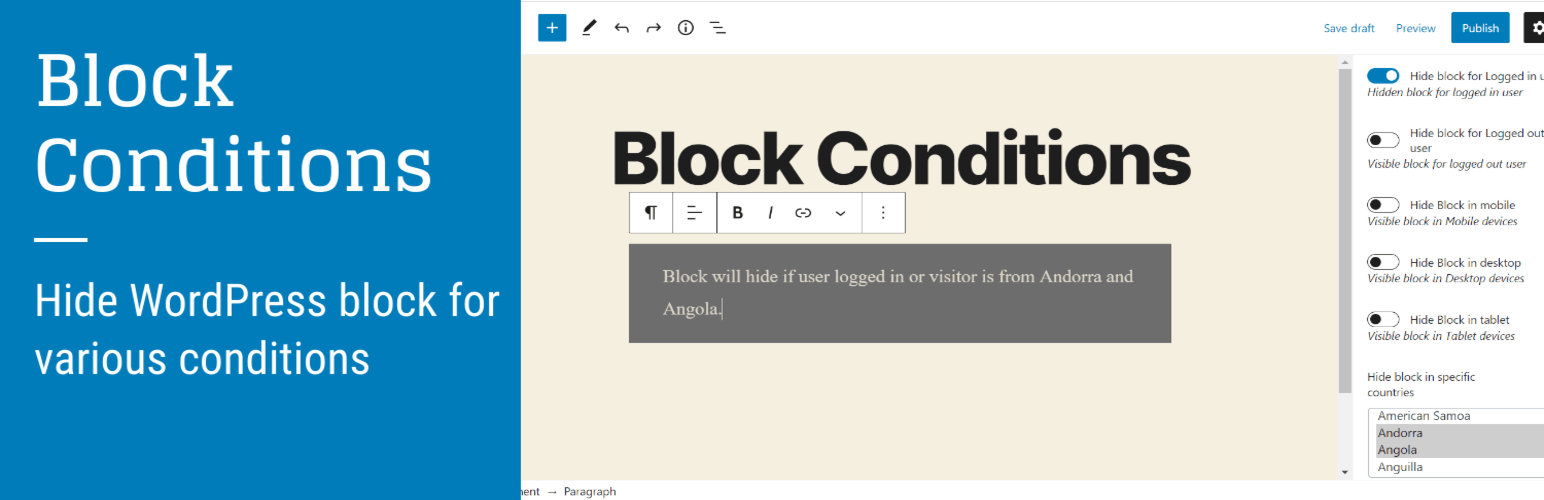 Block
Conditions
Hide WordPress block for
various conditions
Save draft
Preview
Publish
Block Conditions
B
I
Block will hide if user logged in or visitor is from Andorra and
Angola.
Hide block for Logged in u
Hidden block for logged in user
Hide block for Logged out
user
Visible block for logged out user
Hide Block in mobile
Visible block in Mobile devices
Hide Block in desktop
Visible block in Desktop devices
Hide Block in tablet
Visible block in Tablet devices
Hide block in specific
countries
American Samoa
Andorra
Angola
Anguilla
ment → Paragraph